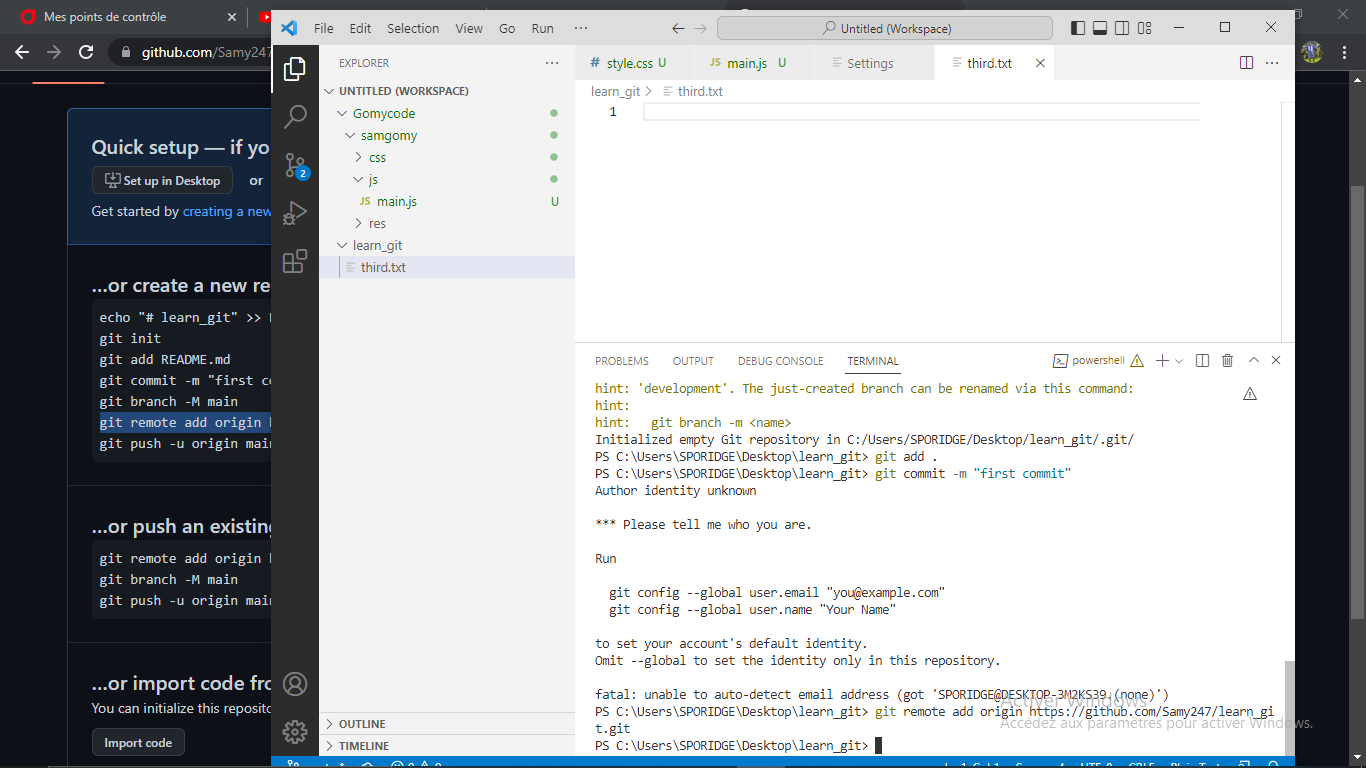 Mes points de contrôle
github.com/Samy247
Quick setup — if yo
Set up in Desktop or
Get started by creating a new
...or create a new re
echo "# learn_git" >>
git init
git add README.md
git commit -m "first c
git branch -M main
git remote add origin
git push -u origin mai
...or push an existing
git remote add origin
git branch -M main
git push -u origin mai
...or import code fro
You can initialize this reposito
Import code
File Edit Selection View Go Run ···
Untitled (Workspace)
EXPLORER ···
UNTITLED (WORKSPACE)
Gomycode
samgomy
css
js
JS main.js U
res
learn_git
third.txt
2
OUTLINE
TIMELINE
# style.css U JS main.js U Settings third.txt
learn_git > third.txt
1
PROBLEMS OUTPUT DEBUG CONSOLE TERMINAL powershell
hint: 'development'. The just-created branch can be renamed via this command:
hint:
hint: git branch -m <name>
Initialized empty Git repository in C:/Users/SPORIDGE/Desktop/learn_git/.git/
PS C:\Users\SPORIDGE\Desktop\learn_git> git add .
PS C:\Users\SPORIDGE\Desktop\learn_git> git commit -m "first commit"
Author identity unknown
*** Please tell me who you are.
Run
git config --global user.email "you@example.com"
git config --global user.name "Your Name"
to set your account's default identity.
Omit --global to set the identity only in this repository.
fatal: unable to auto-detect email address (got 'SPORIDGE@DESKTOP-3M2KS39.(none)')
PS C:\Users\SPORIDGE\Desktop\learn_git> git remote add origin https://github.com/Samy247/learn_gi
t.git
PS C:\Users\SPORIDGE\Desktop\learn_git>
Activer Windows
Accédez aux paramètres pour activer Windows.